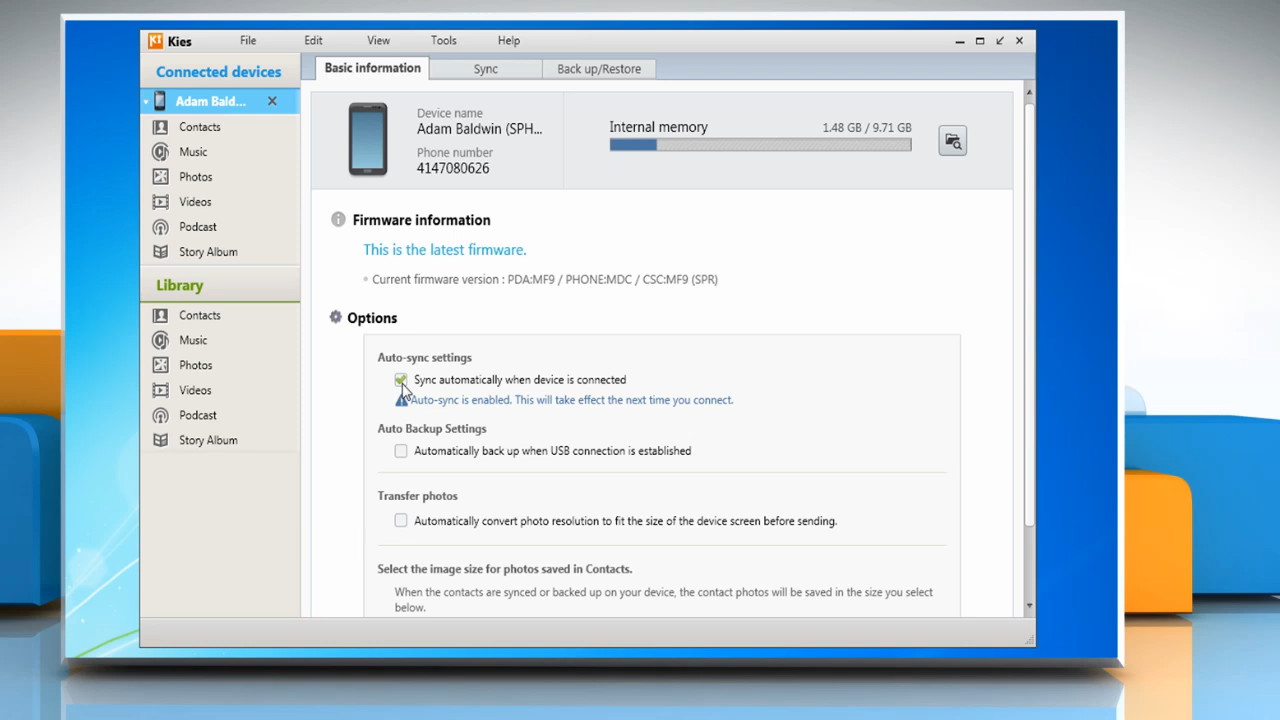 Kies
File Edit View Tools Help
Connected devices
Adam Bald...
Contacts
Music
Photos
Videos
Podcast
Story Album
Library
Contacts
Music
Photos
Videos
Podcast
Story Album
Basic information Sync Back up/Restore
Device name
Adam Baldwin (SPH...
Phone number
4147080626
Internal memory 1.48 GB / 9.71 GB
Firmware information
This is the latest firmware.
Current firmware version : PDA:MF9 / PHONE:MDC / CSC:MF9 (SPR)
Options
Auto-sync settings
Sync automatically when device is connected
Auto-sync is enabled. This will take effect the next time you connect.
Auto Backup Settings
Automatically back up when USB connection is established
Transfer photos
Automatically convert photo resolution to fit the size of the device screen before sending.
Select the image size for photos saved in Contacts.
When the contacts are synced or backed up on your device, the contact photos will be saved in the size you select
below.